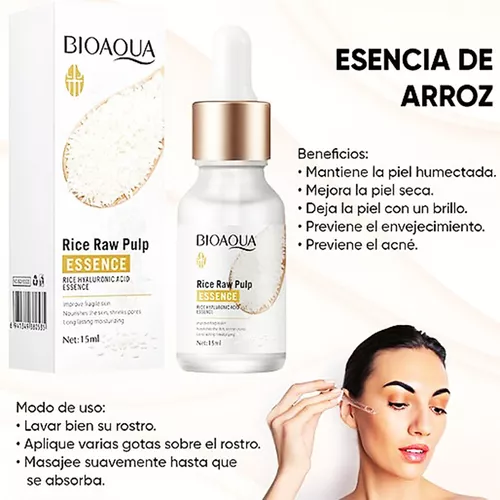 ESENCIA DE
ARROZ
Beneficios:
• Mantiene la piel humectada.
• Mejora la piel seca.
• Deja la piel con un brillo.
• Previene el envejecimiento.
• Previene el acné.
BIOAQUA
Rice Raw Pulp
ESSENCE
RICE HYALURONIC ACID
ESSENCE
Improve fragile skin
Nourishes the skin, shrinks pores
Long lasting moisturizing
Net: 15ml
BIOAQUA
Rice Raw Pulp
ESSENCE
RICE HYALURONIC ACID
ESSENCE
Net: 15ml
Modo de uso:
• Lavar bien su rostro.
• Aplique varias gotas sobre el rostro.
• Masajee suavemente hasta que
se absorba.